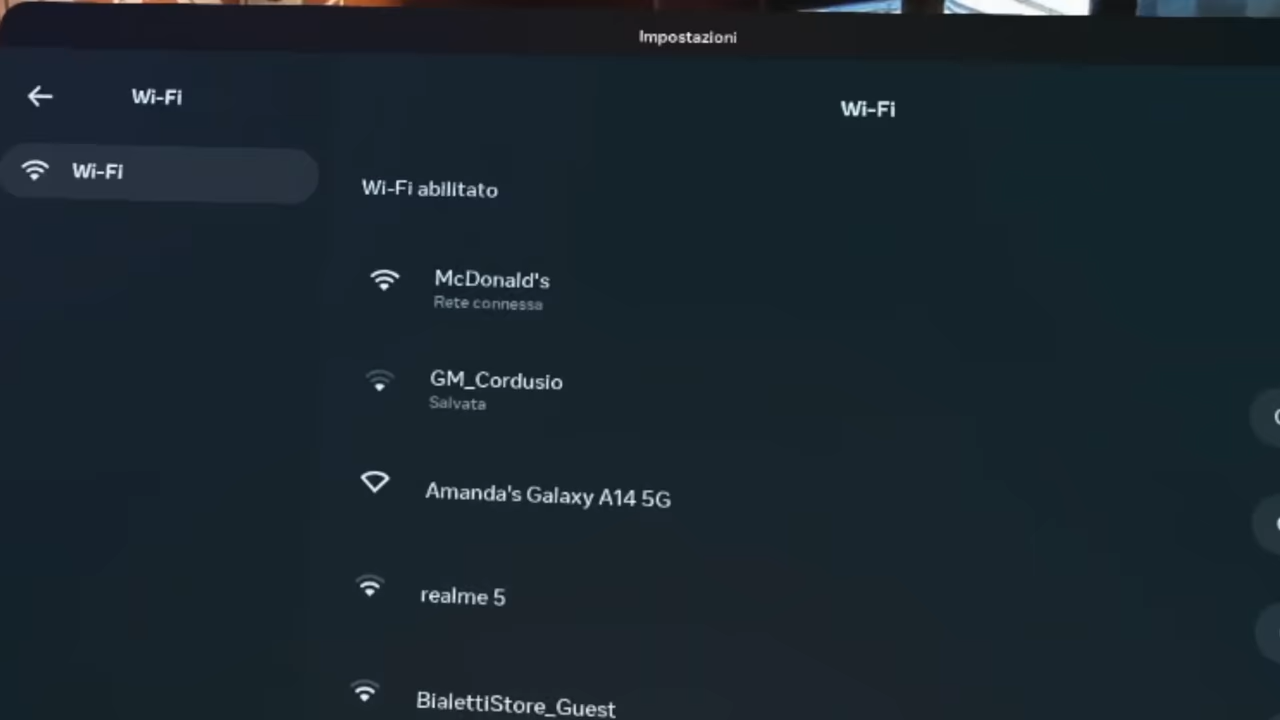 Impostazioni
Wi-Fi
Wi-Fi
Wi-Fi
Wi-Fi abilitato
McDonald's
Rete connessa
GM_Cordusio
Salvata
Amanda's Galaxy A14 5G
realme 5
BialettiStore_Guest